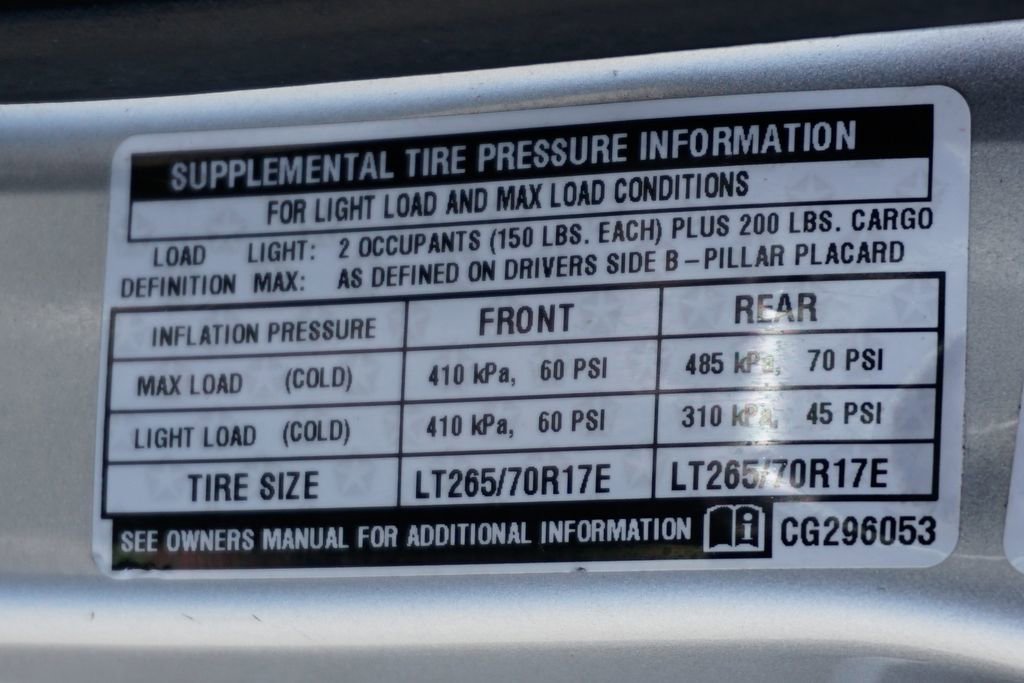 SUPPLEMENTAL TIRE PRESSURE INFORMATION
FOR LIGHT LOAD AND MAX LOAD CONDITIONS
LOAD LIGHT: 2 OCCUPANTS (150 LBS. EACH) PLUS 200 LBS. CARGO
DEFINITION MAX: AS DEFINED ON DRIVERS SIDE B-PILLAR PLACARD
INFLATION PRESSURE FRONT REAR
MAX LOAD (COLD) 410 kPa, 60 PSI 485 kPa, 70 PSI
LIGHT LOAD (COLD) 410 kPa, 60 PSI 310 kPa, 45 PSI
TIRE SIZE LT265/70R17E LT265/70R17E
SEE OWNERS MANUAL FOR ADDITIONAL INFORMATION i CG296053